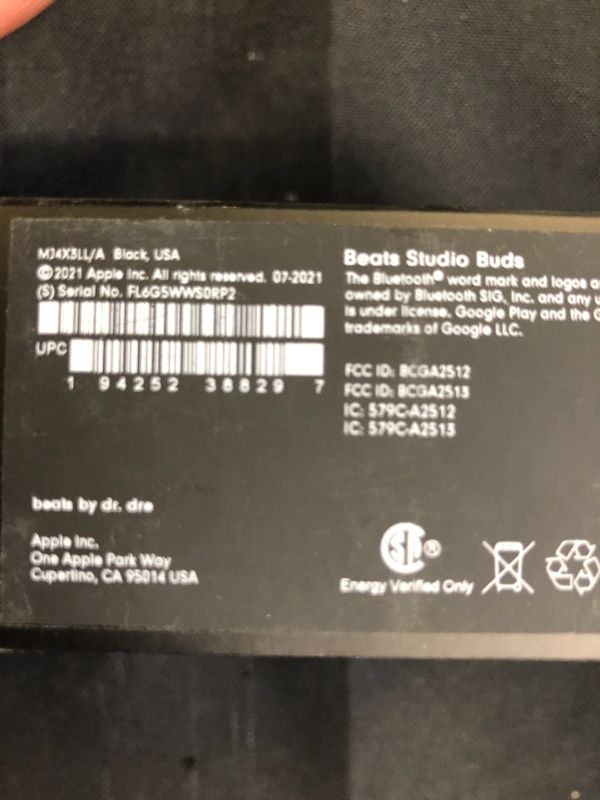 MJ4X3LL/A Black, USA
©2021 Apple Inc. All rights reserved. 07-2021
(S) Serial No. FL6G5WWS0RP2
UPC
1 94252 38829 7
beats by dr. dre
Apple Inc.
One Apple Park Way
Cupertino, CA 95014 USA
Beats Studio Buds
The Bluetooth® word mark and logos a
owned by Bluetooth SIG, Inc. and any u
is under license. Google Play and the G
trademarks of Google LLC.
FCC ID: BCGA2512
FCC ID: BCGA2513
IC: 579C-A2512
IC: 579C-A2513
SA®
Energy Verified Only